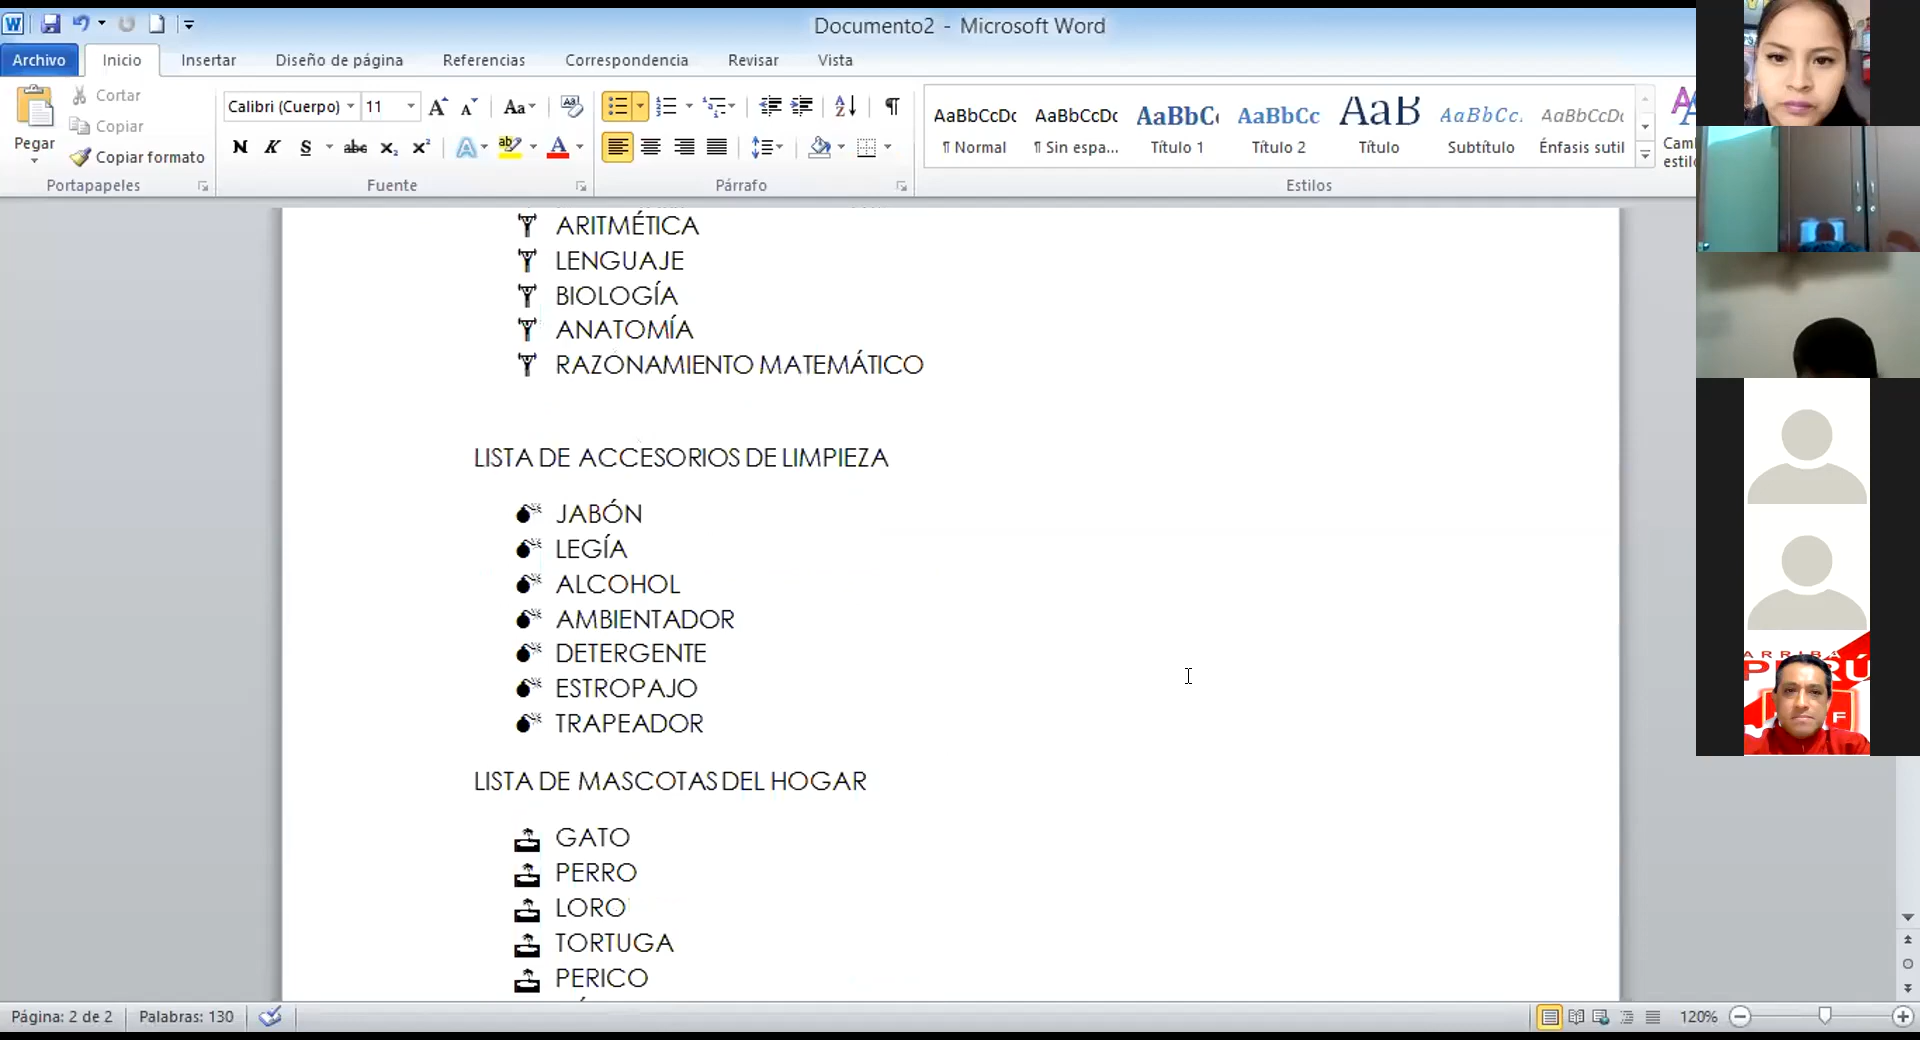 Documento2 - Microsoft Word
Archivo Inicio Insertar Diseño de página Referencias Correspondencia Revisar Vista
Pegar
Cortar
Copiar
Copiar formato
Portapapeles
Calibri (Cuerpo) 11
Fuente
Párrafo
AaBbCcDc AaBbCcDc AaBbC AaBbCc AaB AaBbCc. AaBbCcDc
¶ Normal ¶ Sin espa... Título 1 Título 2 Título Subtítulo Énfasis sutil
Estilos
ARITMÉTICA
LENGUAJE
BIOLOGÍA
ANATOMÍA
RAZONAMIENTO MATEMÁTICO
LISTA DE ACCESORIOS DE LIMPIEZA
JABÓN
LEGÍA
ALCOHOL
AMBIENTADOR
DETERGENTE
ESTROPAJO
TRAPEADOR
LISTA DE MASCOTAS DEL HOGAR
GATO
PERRO
LORO
TORTUGA
PERICO
Página: 2 de 2 Palabras: 130 120%
ARRIBA
PERÚ